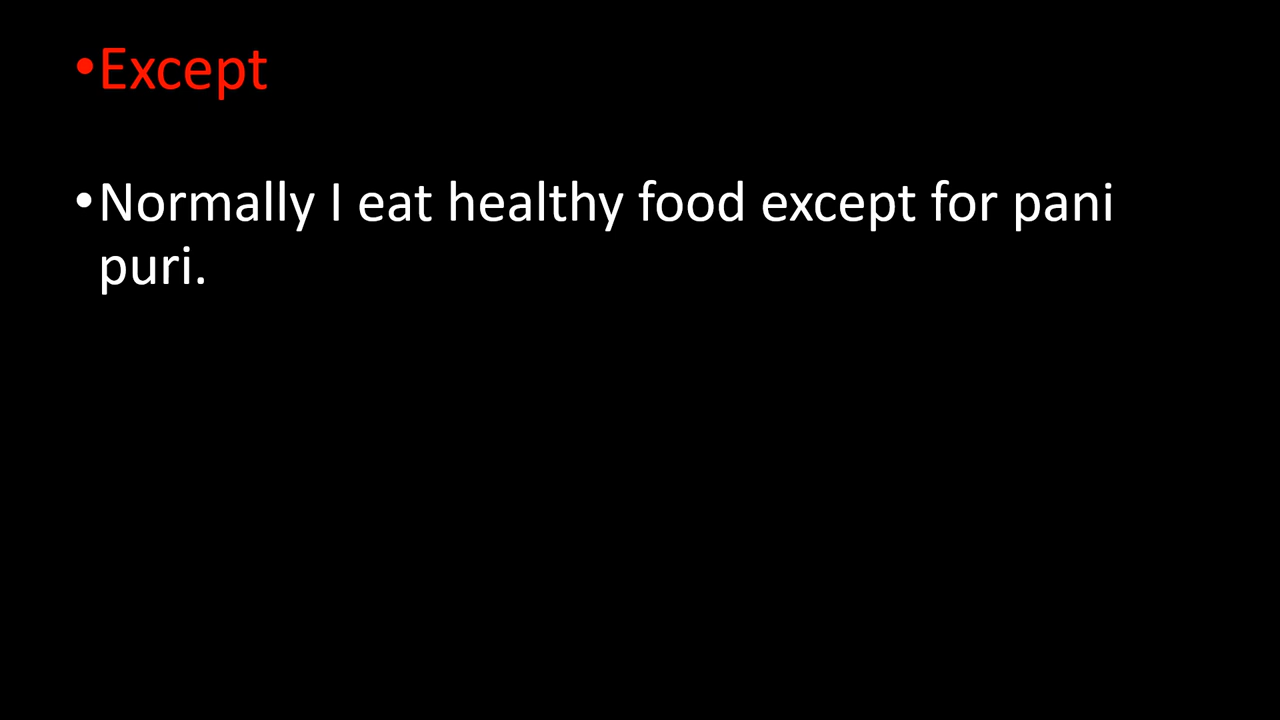 •Except
•Normally I eat healthy food except for pani
puri.